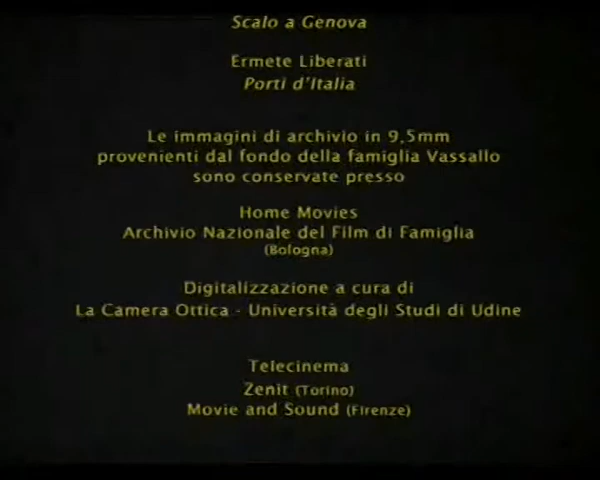 Scalo a Genova
Ermete Liberati
Porti d'Italia
Le immagini di archivio in 9,5mm
provenienti dal fondo della famiglia Vassallo
sono conservate presso
Home Movies
Archivio Nazionale del Film di Famiglia
(Bologna)
Digitalizzazione a cura di
La Camera Ottica - Università degli Studi di Udine
Telecinema
Zenit (Torino)
Movie and Sound (Firenze)